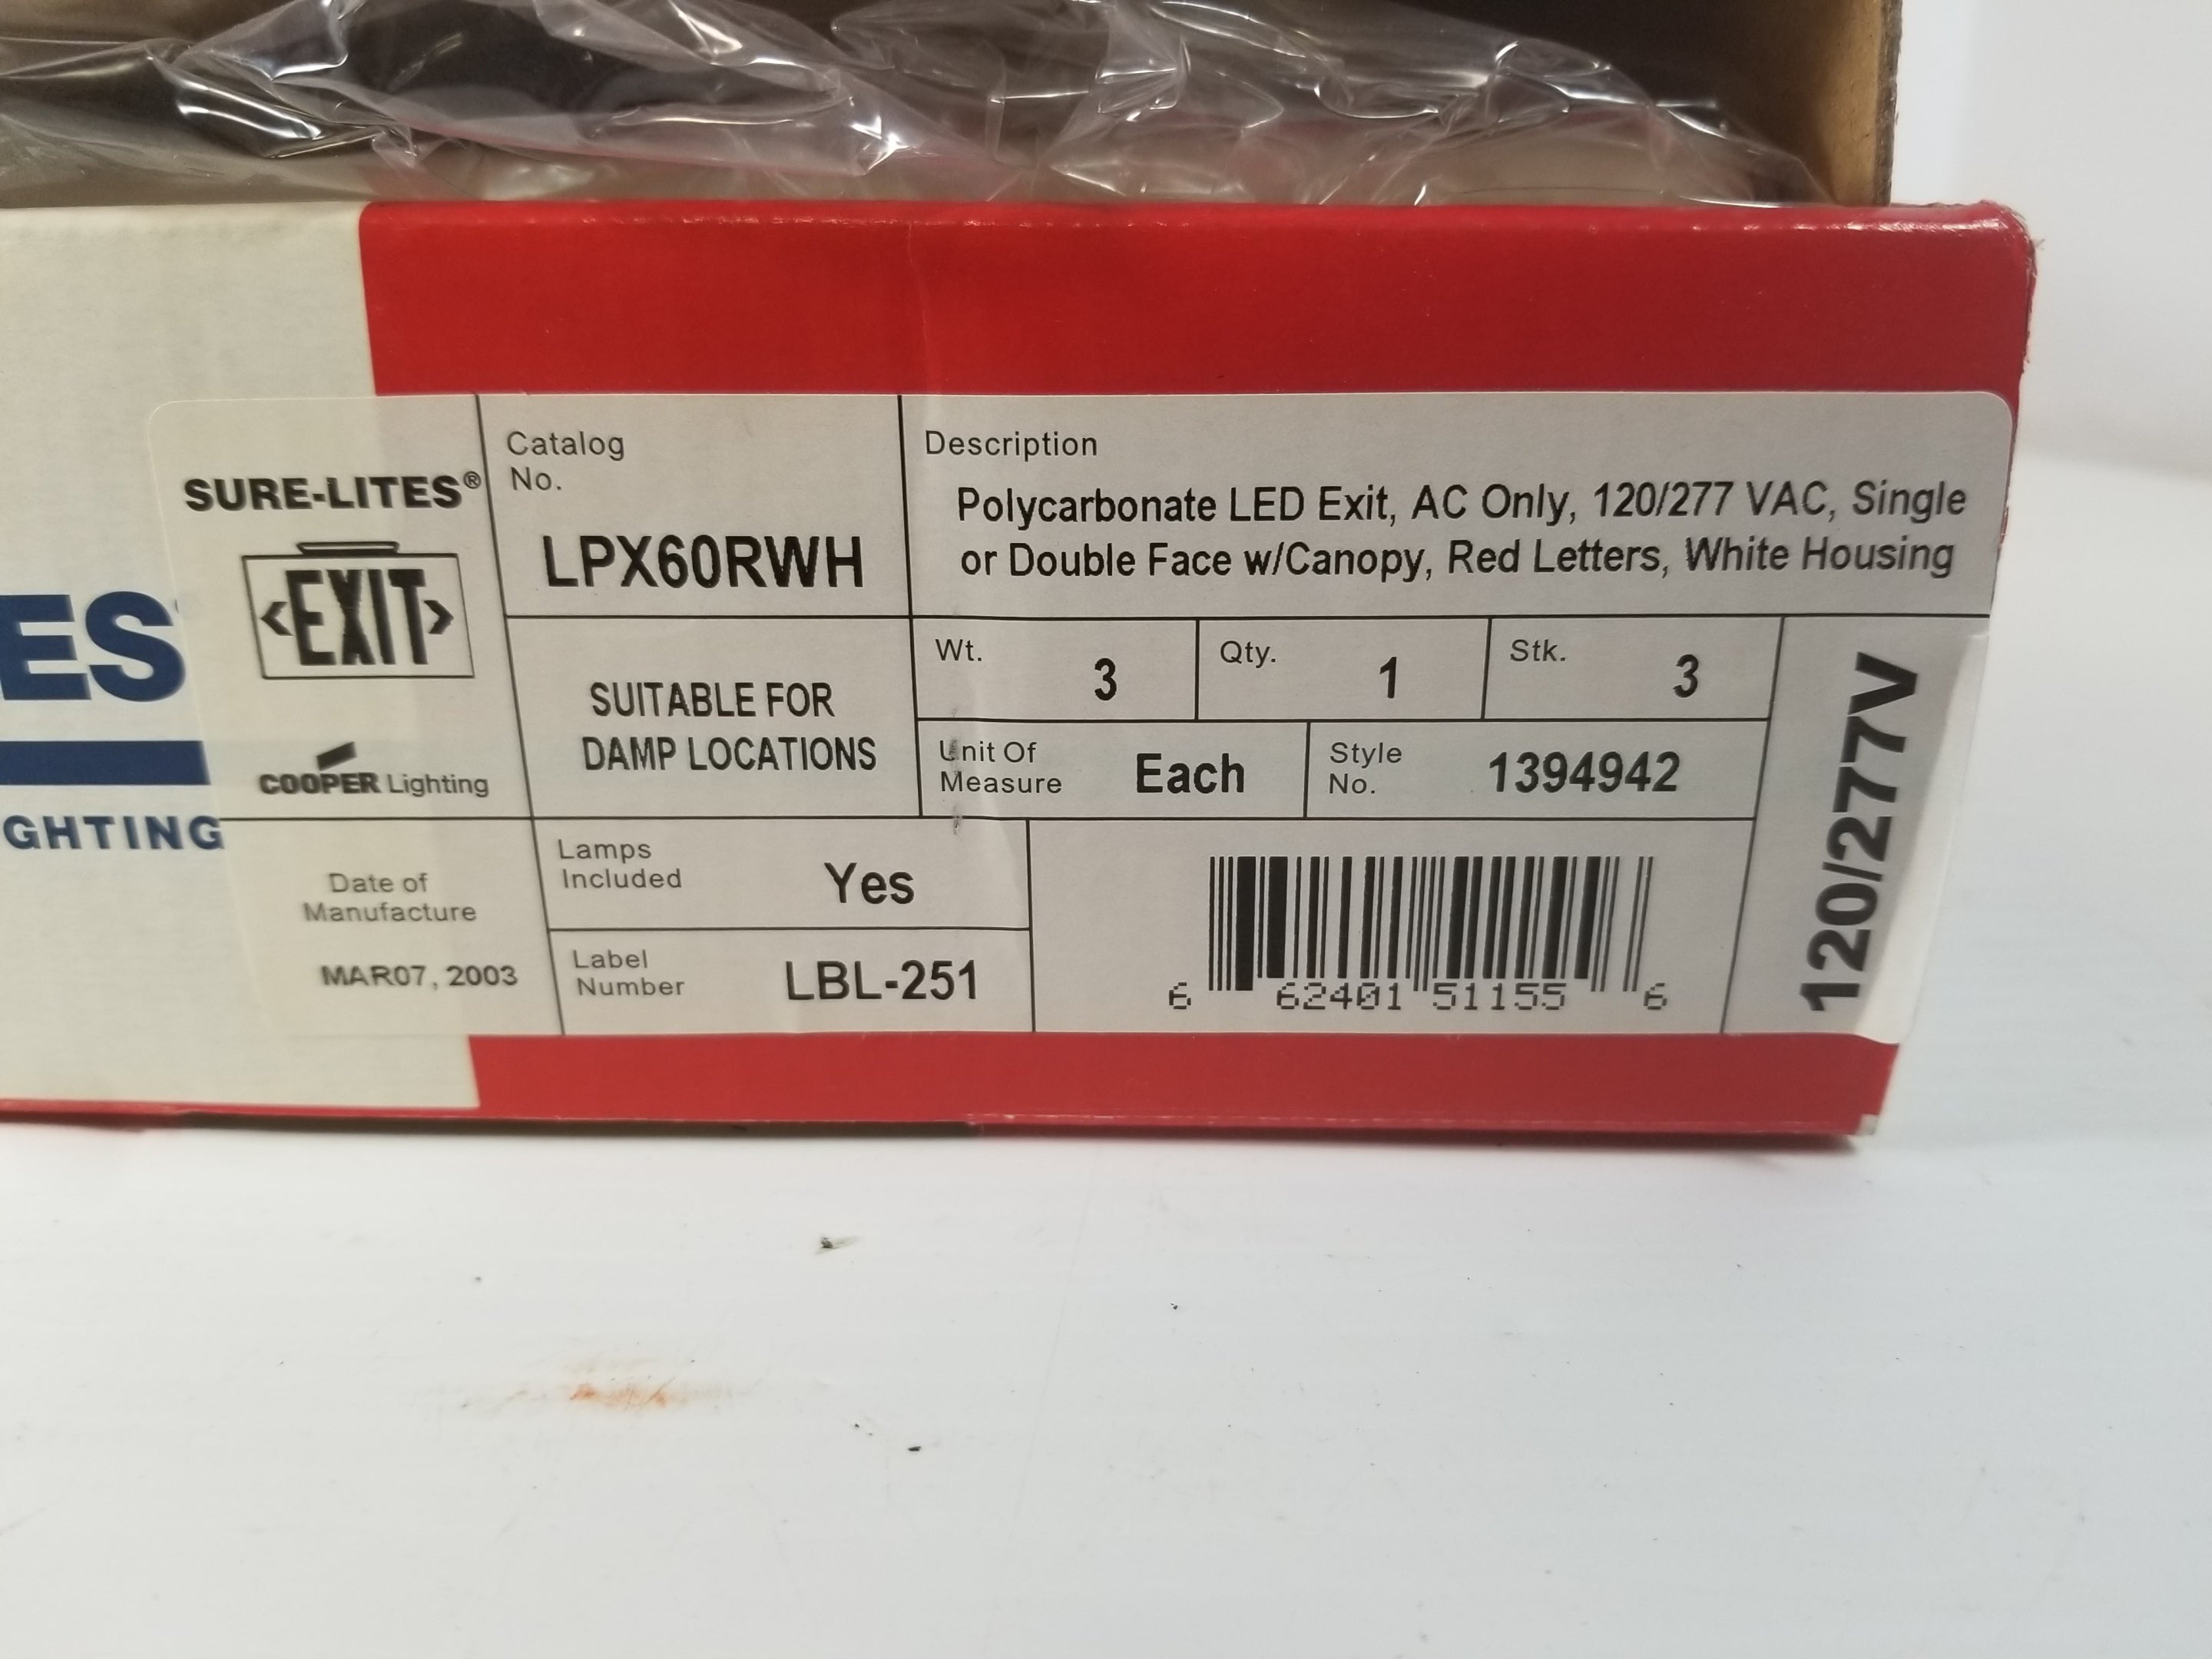 SURE-LITES®
<EXIT>
COOPER Lighting
Catalog
No.
LPX60RWH
Description
Polycarbonate LED Exit, AC Only, 120/277 VAC, Single
or Double Face w/Canopy, Red Letters, White Housing
SUITABLE FOR
DAMP LOCATIONS
Wt. 3
Qty. 1
Stk. 3
Unit Of
Measure
Each
Style
No.
1394942
120/277V
Date of
Manufacture
MAR07, 2003
Lamps
Included
Yes
Label
Number
LBL-251
6 62401 51155 6
ES
GHTING